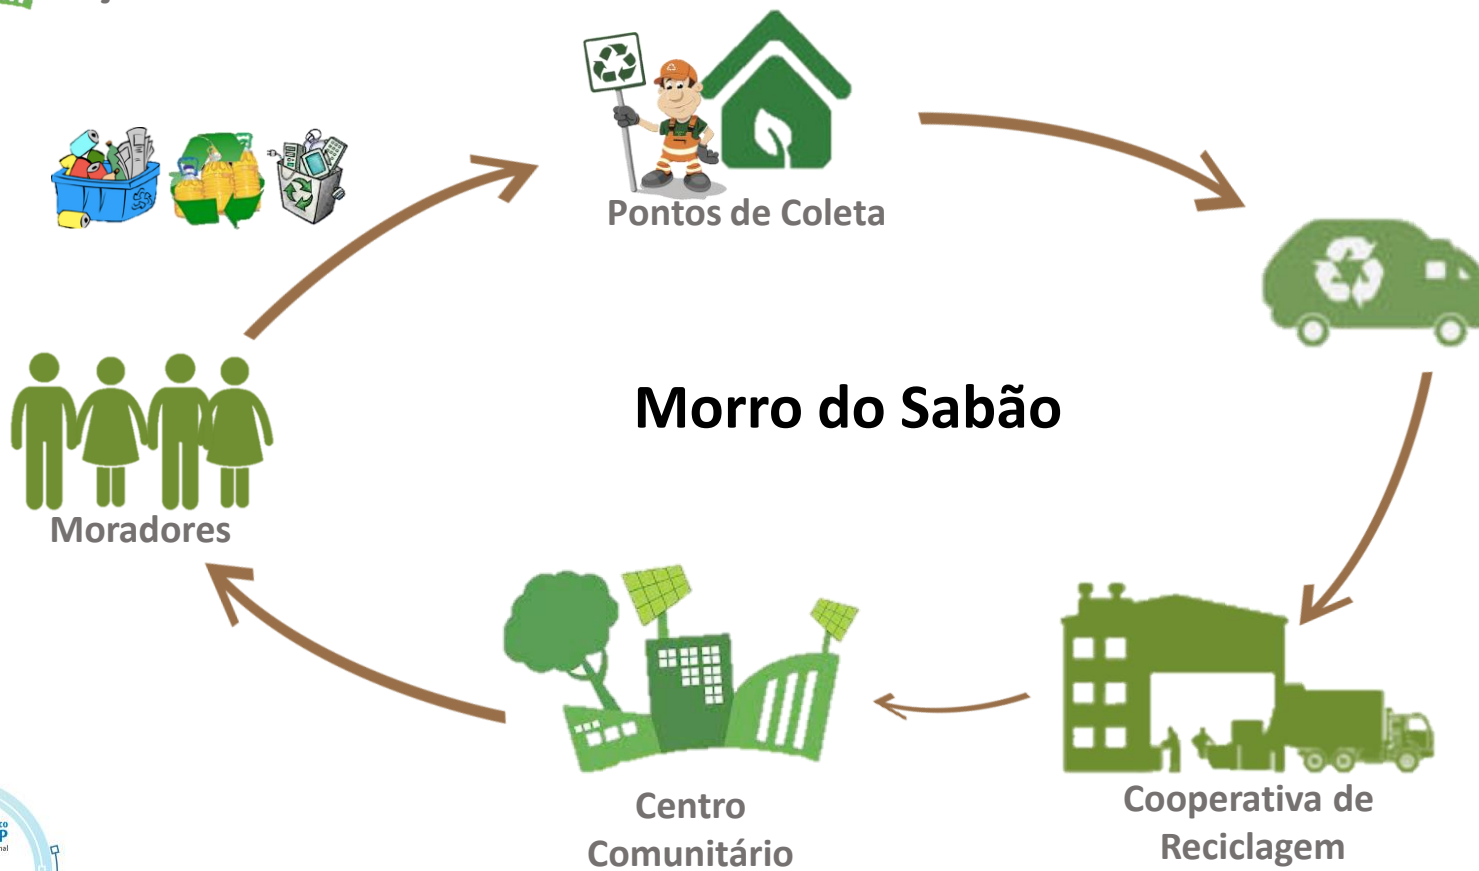 Pontos de Coleta
Morro do Sabão
Moradores
Centro
Comunitário
Cooperativa de
Reciclagem